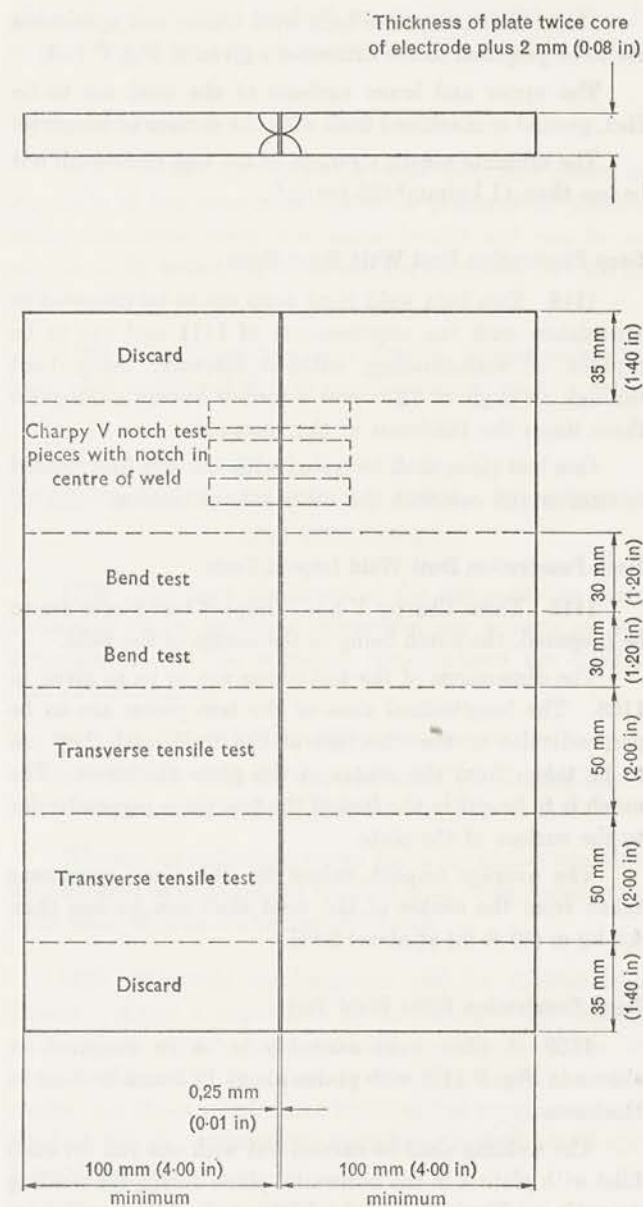 Thickness of plate twice core
of electrode plus 2 mm (0·08 in)
Discard
35 mm
(1·40 in)
Charpy V notch test
pieces with notch in
centre of weld
Bend test
30 mm
(1·20 in)
Bend test
30 mm
(1·20 in)
Transverse tensile test
50 mm
(2·00 in)
Transverse tensile test
50 mm
(2·00 in)
Discard
35 mm
(1·40 in)
0,25 mm
(0·01 in)
100 mm (4·00 in)
minimum
100 mm (4·00 in)
minimum